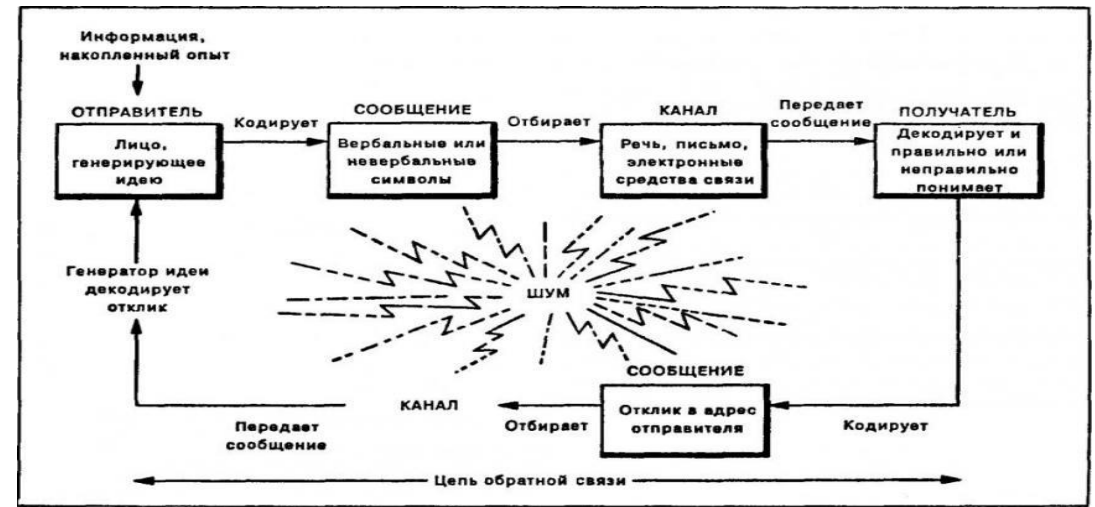 Информация,
накопленный опыт
ОТПРАВИТЕЛЬ
Лицо,
генерирующее
идею
Кодирует
СООБЩЕНИЕ
Вербальные или
невербальные
символы
Отбирает
КАНАЛ
Речь, письмо,
электронные
средства связи
Передает
сообщение
ПОЛУЧАТЕЛЬ
Декодирует и
правильно или
неправильно
понимает
Генератор идеи
декодирует
отклик
ШУМ
СООБЩЕНИЕ
Отклик в адрес
отправителя
Кодирует
Отбирает
КАНАЛ
Передает
сообщение
Цепь обратной связи